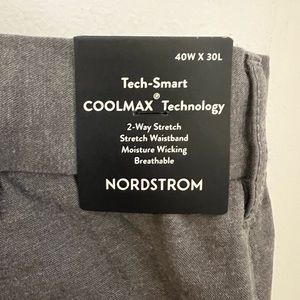 40W X 30L
Tech-Smart
COOLMAX® Technology
2-Way Stretch
Stretch Waistband
Moisture Wicking
Breathable
NORDSTROM